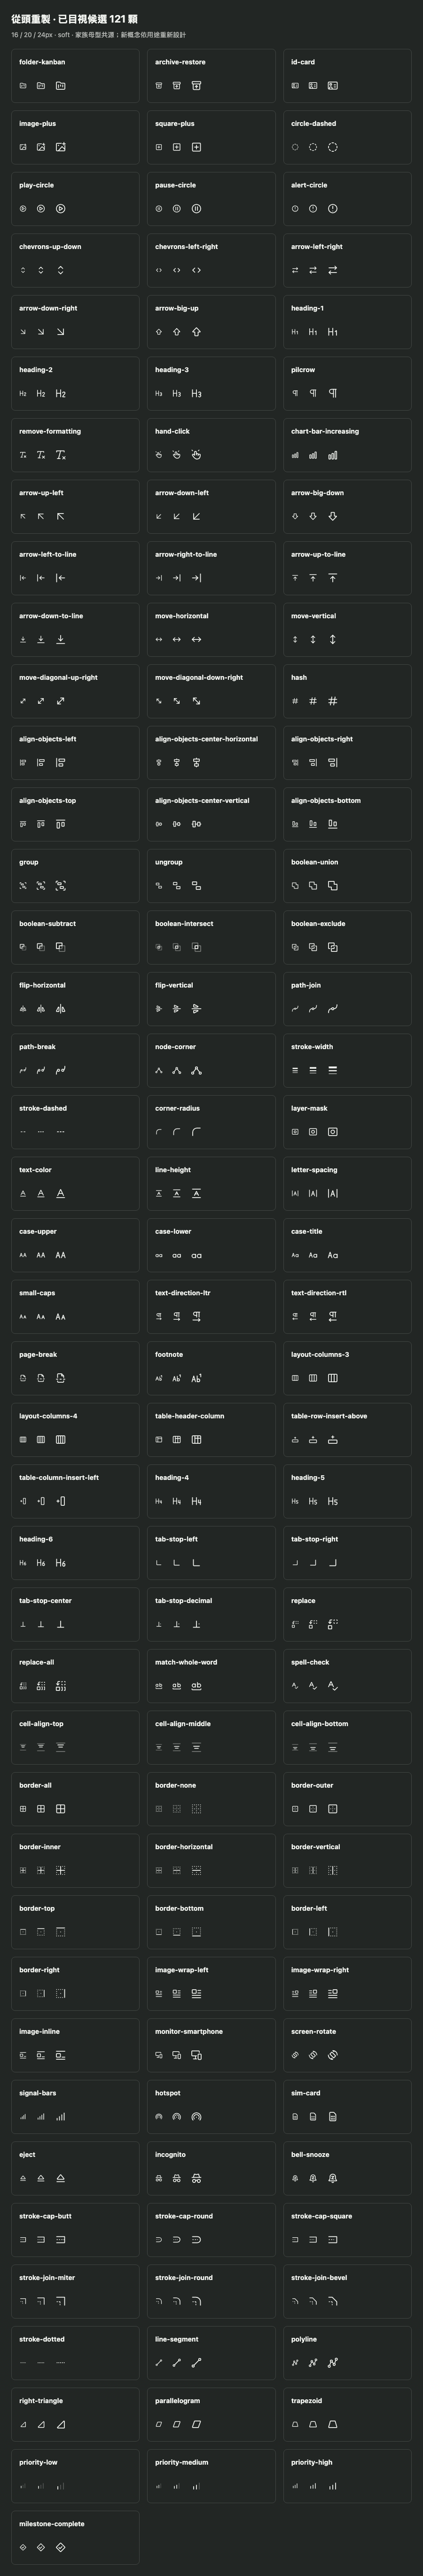 從頭重製 · 已目視候選 121 顆
16 / 20 / 24px · soft · 家族母型共源；新概念依用途重新設計
folder-kanban
archive-restore
id-card
image-plus
square-plus
circle-dashed
play-circle
pause-circle
alert-circle
chevrons-up-down
chevrons-left-right
arrow-left-right
arrow-down-right
arrow-big-up
heading-1
heading-2
heading-3
pilcrow
remove-formatting
hand-click
chart-bar-increasing
arrow-up-left
arrow-down-left
arrow-big-down
arrow-left-to-line
arrow-right-to-line
arrow-up-to-line
arrow-down-to-line
move-horizontal
move-vertical
move-diagonal-up-right
move-diagonal-down-right
hash
align-objects-left
align-objects-center-horizontal
align-objects-right
align-objects-top
align-objects-center-vertical
align-objects-bottom
group
ungroup
boolean-union
boolean-subtract
boolean-intersect
boolean-exclude
flip-horizontal
flip-vertical
path-join
path-break
node-corner
stroke-width
stroke-dashed
corner-radius
layer-mask
text-color
line-height
letter-spacing
case-upper
case-lower
case-title
small-caps
text-direction-ltr
text-direction-rtl
page-break
footnote
layout-columns-3
layout-columns-4
table-header-column
table-row-insert-above
table-column-insert-left
heading-4
heading-5
heading-6
tab-stop-left
tab-stop-right
tab-stop-center
tab-stop-decimal
replace
replace-all
match-whole-word
spell-check
cell-align-top
cell-align-middle
cell-align-bottom
border-all
border-none
border-outer
border-inner
border-horizontal
border-vertical
border-top
border-bottom
border-left
border-right
image-wrap-left
image-wrap-right
image-inline
monitor-smartphone
screen-rotate
signal-bars
hotspot
sim-card
eject
incognito
bell-snooze
stroke-cap-butt
stroke-cap-round
stroke-cap-square
stroke-join-miter
stroke-join-round
stroke-join-bevel
stroke-dotted
line-segment
polyline
right-triangle
parallelogram
trapezoid
priority-low
priority-medium
priority-high
milestone-complete